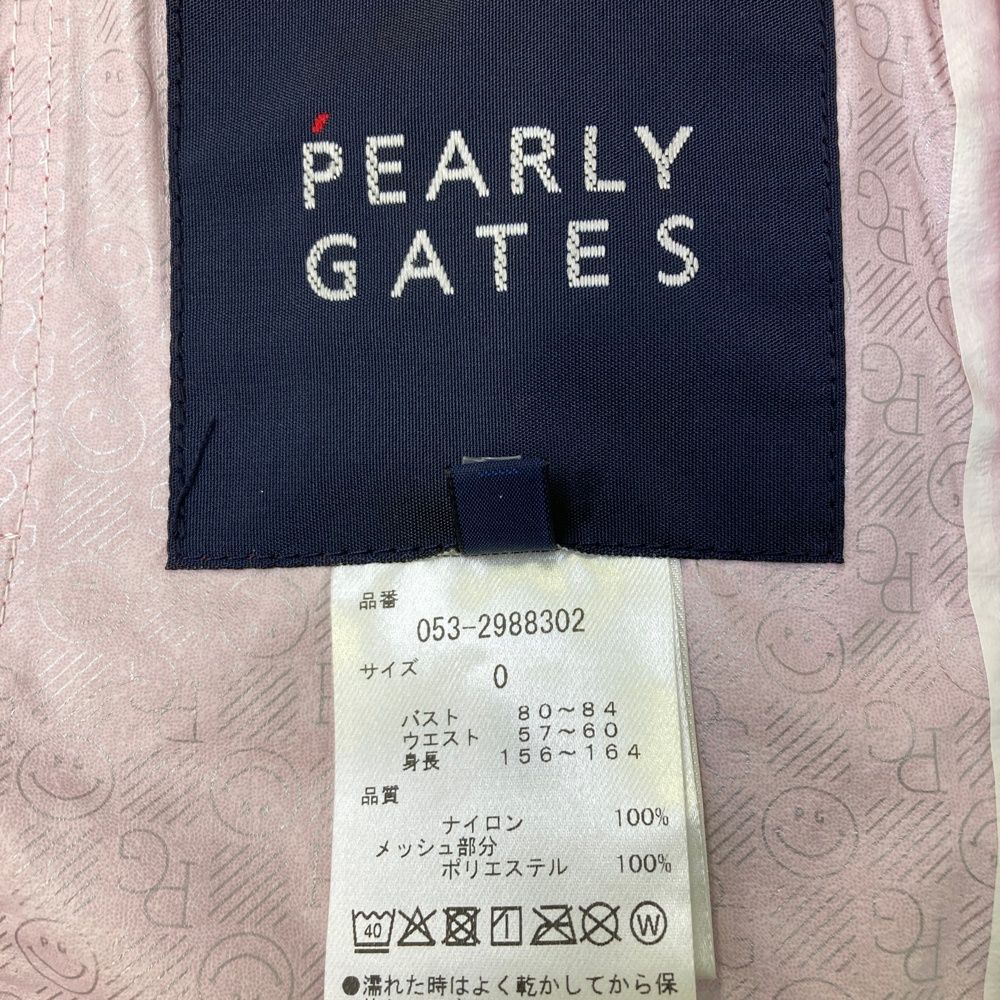 PEARLY
GATES
品番
053-2988302
サイズ
0
バスト 80～84
ウエスト 57～60
身長 156～164
品質
ナイロン 100%
メッシュ部分
ポリエステル 100%
40 W
●濡れた時はよく乾かしてから保